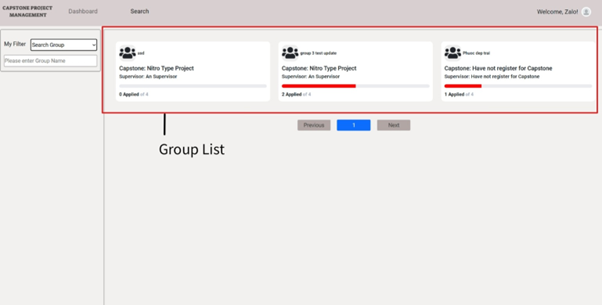 CAPSTONE PROJECT
MANAGEMENT
Dashboard
Search
Welcome, Zalo!
My Filter
Search Group
Please enter Group Name
Capstone: Nitro Type Project
Supervisor: An Supervisor
0 Applied of 4
group 3 test update
Capstone: Nitro Type Project
Supervisor: An Supervisor
2 Applied of 4
Phuoc dep trai
Capstone: Have not register for Capstone
Supervisor: Have not register for Capstone
1 Applied of 4
Previous
1
Next
Group List